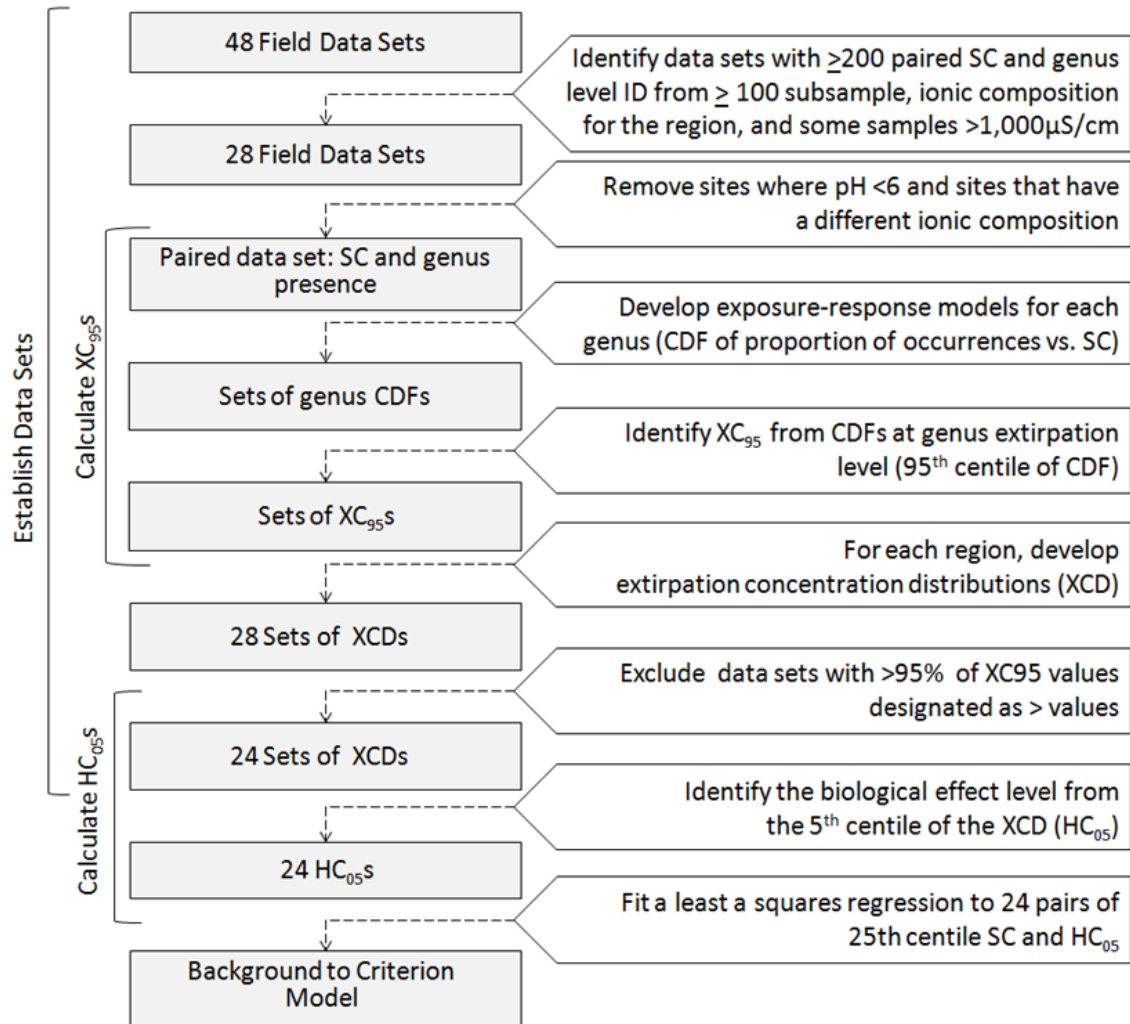 48 Field Data Sets
Identify data sets with ≥200 paired SC and genus
level ID from ≥ 100 subsample, ionic composition
for the region, and some samples >1,000µS/cm
28 Field Data Sets
Remove sites where pH <6 and sites that have
a different ionic composition
Paired data set: SC and genus
presence
Develop exposure-response models for each
genus (CDF of proportion of occurrences vs. SC)
Sets of genus CDFs
Identify XC₉₅ from CDFs at genus extirpation
level (95th centile of CDF)
Sets of XC₉₅s
For each region, develop
extirpation concentration distributions (XCD)
28 Sets of XCDs
Exclude data sets with >95% of XC95 values
designated as > values
24 Sets of XCDs
Identify the biological effect level from
the 5th centile of the XCD (HC₀₅)
24 HC₀₅s
Fit a least a squares regression to 24 pairs of
25th centile SC and HC₀₅
Background to Criterion
Model
Establish Data Sets
Calculate XC₉₅s
Calculate HC₀₅s